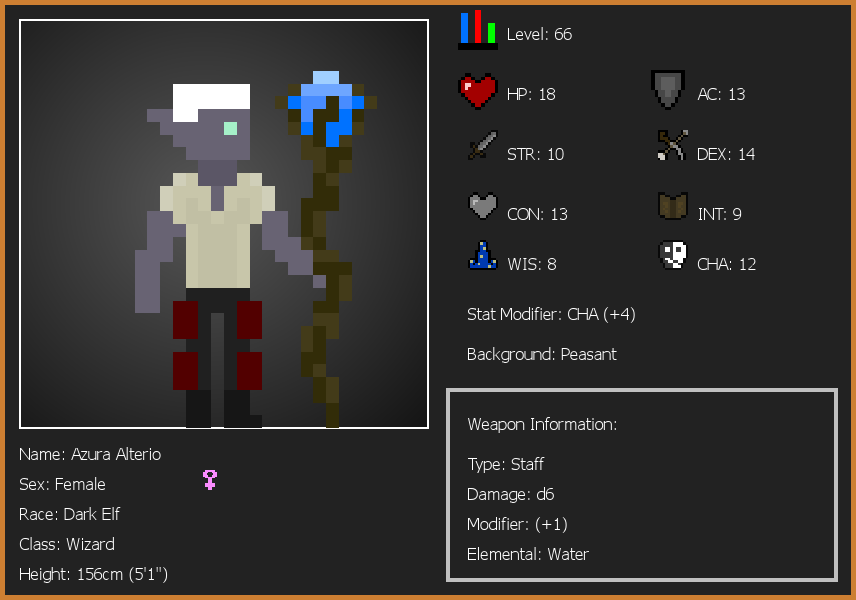 Level: 66
HP: 18
AC: 13
STR: 10
DEX: 14
CON: 13
INT: 9
WIS: 8
CHA: 12
Stat Modifier: CHA (+4)
Background: Peasant
Weapon Information:
Type: Staff
Damage: d6
Modifier: (+1)
Elemental: Water
Name: Azura Alterio
Sex: Female
Race: Dark Elf
Class: Wizard
Height: 156cm (5'1")